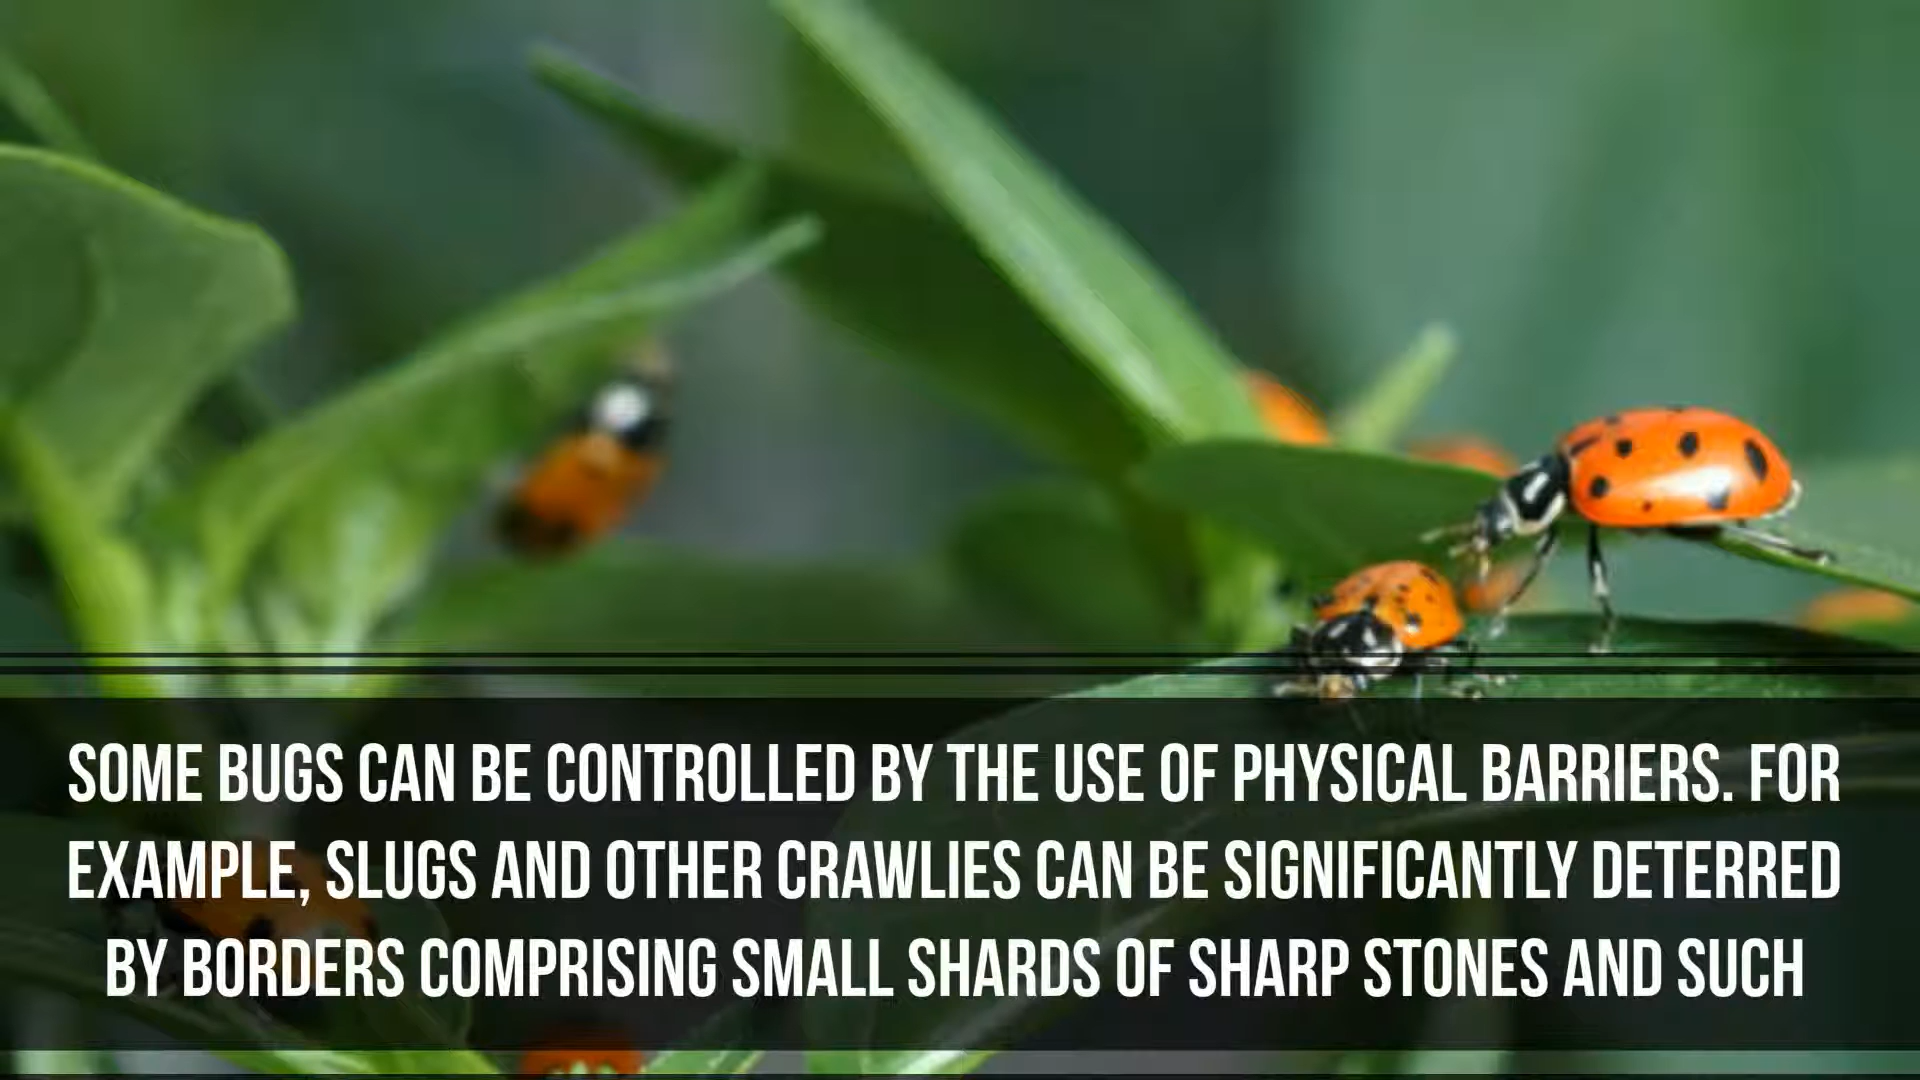 SOME BUGS CAN BE CONTROLLED BY THE USE OF PHYSICAL BARRIERS. FOR
EXAMPLE, SLUGS AND OTHER CRAWLIES CAN BE SIGNIFICANTLY DETERRED
BY BORDERS COMPRISING SMALL SHARDS OF SHARP STONES AND SUCH